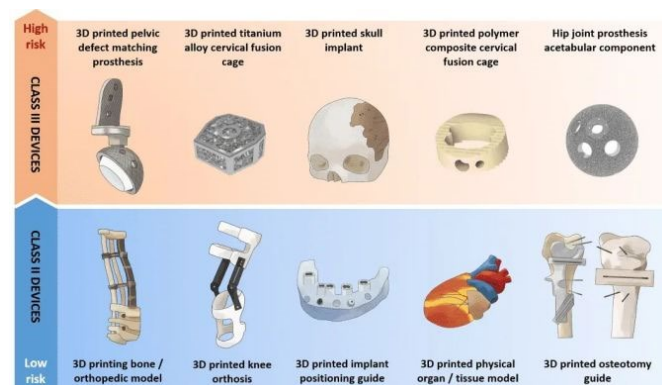 High
risk
CLASS III DEVICES
3D printed pelvic
defect matching
prosthesis
3D printed titanium
alloy cervical fusion
cage
3D printed skull
implant
3D printed polymer
composite cervical
fusion cage
Hip joint prosthesis
acetabular component
CLASS II DEVICES
Low
risk
3D printing bone /
orthopedic model
3D printed knee
orthosis
3D printed implant
positioning guide
3D printed physical
organ / tissue model
3D printed osteotomy
guide